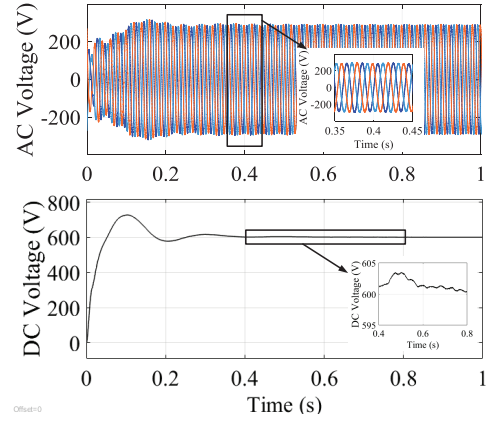 AC Voltage (V)
200
0
-200
AC Voltage (V)
200
0
-200
0.35 0.4 0.45
Time (s)
0 0.2 0.4 0.6 0.8 1
DC Voltage (V)
800
600
400
200
0
DC Voltage (V)
605
600
595
0.4 0.6 0.8
Time (s)
0 0.2 0.4 0.6 0.8 1
Time (s)
Offset=0